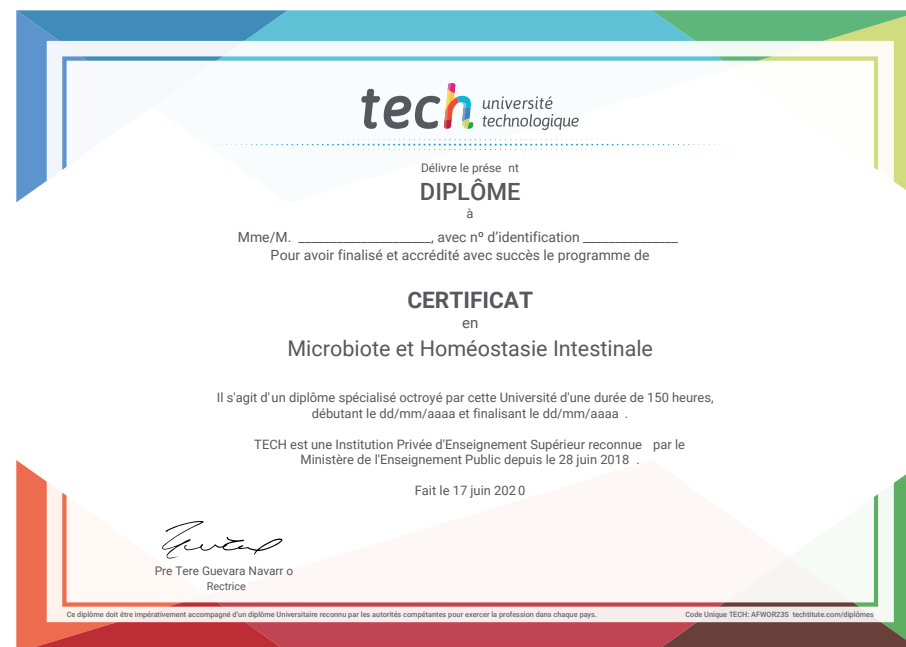 tech université
technologique
Délivre le prése nt
DIPLÔME
à
Mme/M. _____________________, avec nº d'identification _______________
Pour avoir finalisé et accrédité avec succès le programme de
CERTIFICAT
en
Microbiote et Homéostasie Intestinale
Il s'agit d'un diplôme spécialisé octroyé par cette Université d'une durée de 150 heures,
débutant le dd/mm/aaaa et finalisant le dd/mm/aaaa .
TECH est une Institution Privée d'Enseignement Supérieur reconnue par le
Ministère de l'Enseignement Public depuis le 28 juin 2018 .
Fait le 17 juin 2020
Pre Tere Guevara Navarr o
Rectrice
Ce diplôme doit être impérativement accompagné d'un diplôme Universitaire reconnu par les autorités compétantes pour exercer la profession dans chaque pays.
Code Unique TECH: AFWOR23S techtitute.com/diplômes